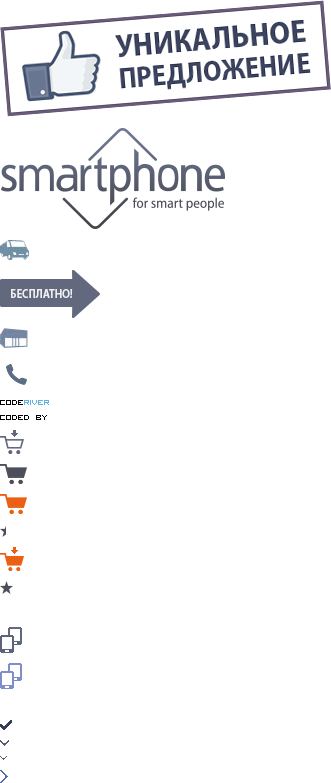 УНИКАЛЬНОЕ
ПРЕДЛОЖЕНИЕ
smartphone
for smart people
БЕСПЛАТНО!
CODERIVER
CODED BY